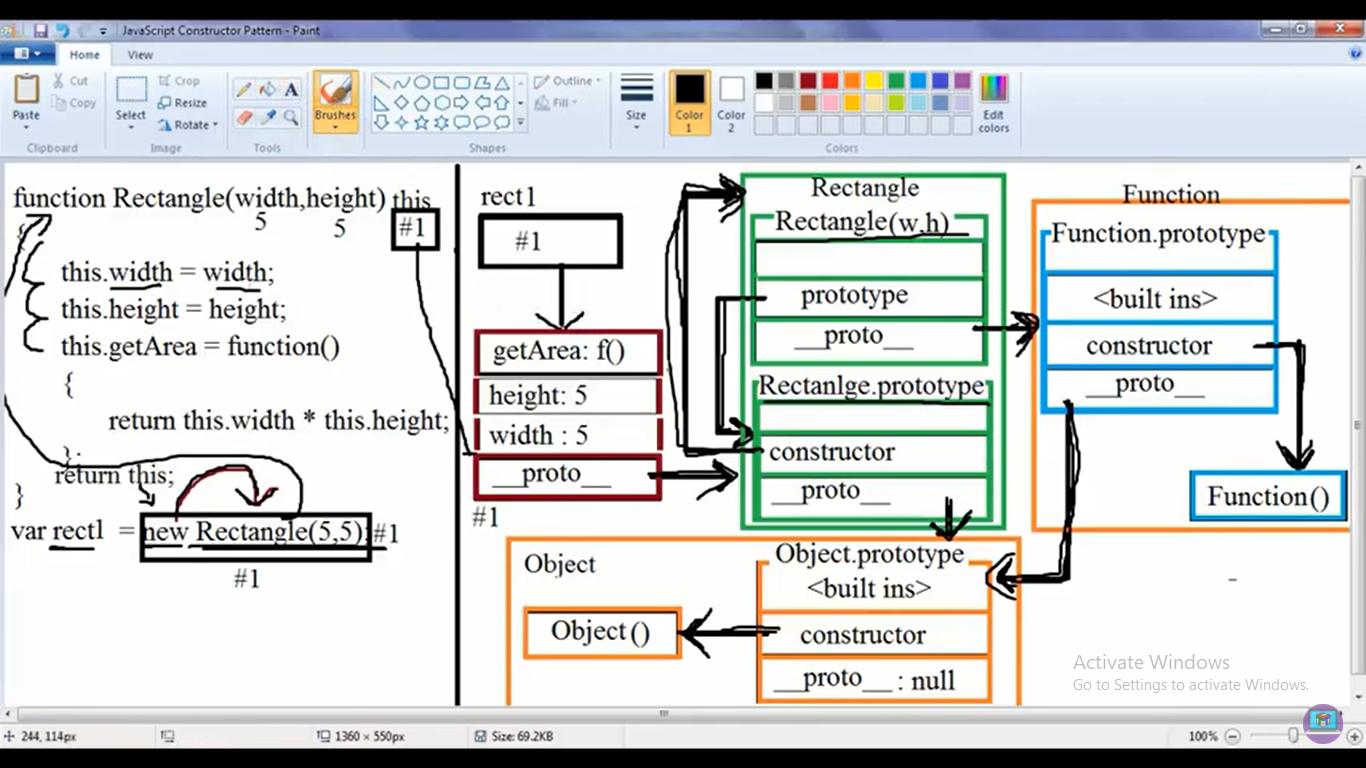 JavaScript Constructor Pattern - Paint
Home View
Paste
Cut
Copy
Clipboard
Select
Crop
Resize
Rotate
Image
A
Tools
Brushes
Outline
Fill
Shapes
Size
Color 1
Color 2
Edit colors
Colors
function Rectangle(width,height) this
5 5 #1
{
this.width = width;
this.height = height;
this.getArea = function()
{
return this.width * this.height;
};
return this;
}
var rect1 = new Rectangle(5,5); #1
#1
rect1
#1
getArea: f()
height: 5
width : 5
__proto__
#1
Rectangle
Rectangle(w,h)
prototype
__proto__
Rectanlge.prototype
constructor
__proto__
Function
Function.prototype
<built ins>
constructor
__proto__
Function()
Object
Object()
Object.prototype
<built ins>
constructor
__proto__ : null
Activate Windows
Go to Settings to activate Windows.
244, 114px
1360 × 550px
Size: 69.2KB
100%